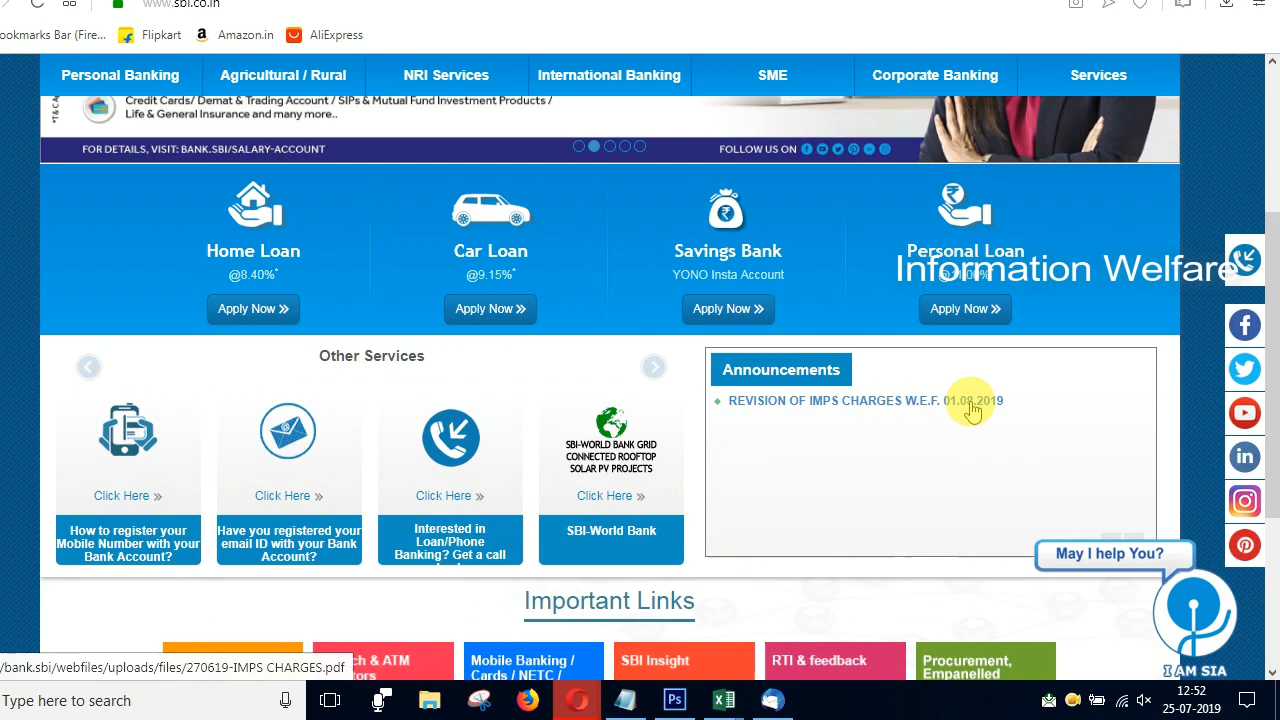 www.sbi.co.in
ookmarks Bar (Fire... Flipkart Amazon.in AliExpress
Personal Banking Agricultural / Rural NRI Services International Banking SME Corporate Banking Services
Credit Cards/ Demat & Trading Account / SIPs & Mutual Fund Investment Products /
Life & General Insurance and many more..
FOR DETAILS, VISIT: BANK.SBI/SALARY-ACCOUNT FOLLOW US ON
Home Loan Car Loan Savings Bank Personal Loan
@8.40%* @9.15%* YONO Insta Account
Information Welfare
Apply Now Apply Now Apply Now Apply Now
Other Services
Announcements
REVISION OF IMPS CHARGES W.E.F. 01.08.2019
SBI-WORLD BANK GRID
CONNECTED ROOFTOP
SOLAR PV PROJECTS
Click Here » Click Here » Click Here » Click Here »
How to register your
Mobile Number with your
Bank Account?
Have you registered your
email ID with your Bank
Account?
Interested in
Loan/Phone
Banking? Get a call
SBI-World Bank
May I help You?
I AM SIA
Important Links
ch & ATM
Mobile Banking /
Cards / NETC /
SBI Insight
RTI & feedback
Procurement,
Empanelled
/bank.sbi/webfiles/uploads/files/270619-IMPS CHARGES.pdf
Type here to search
12:52
25-07-2019